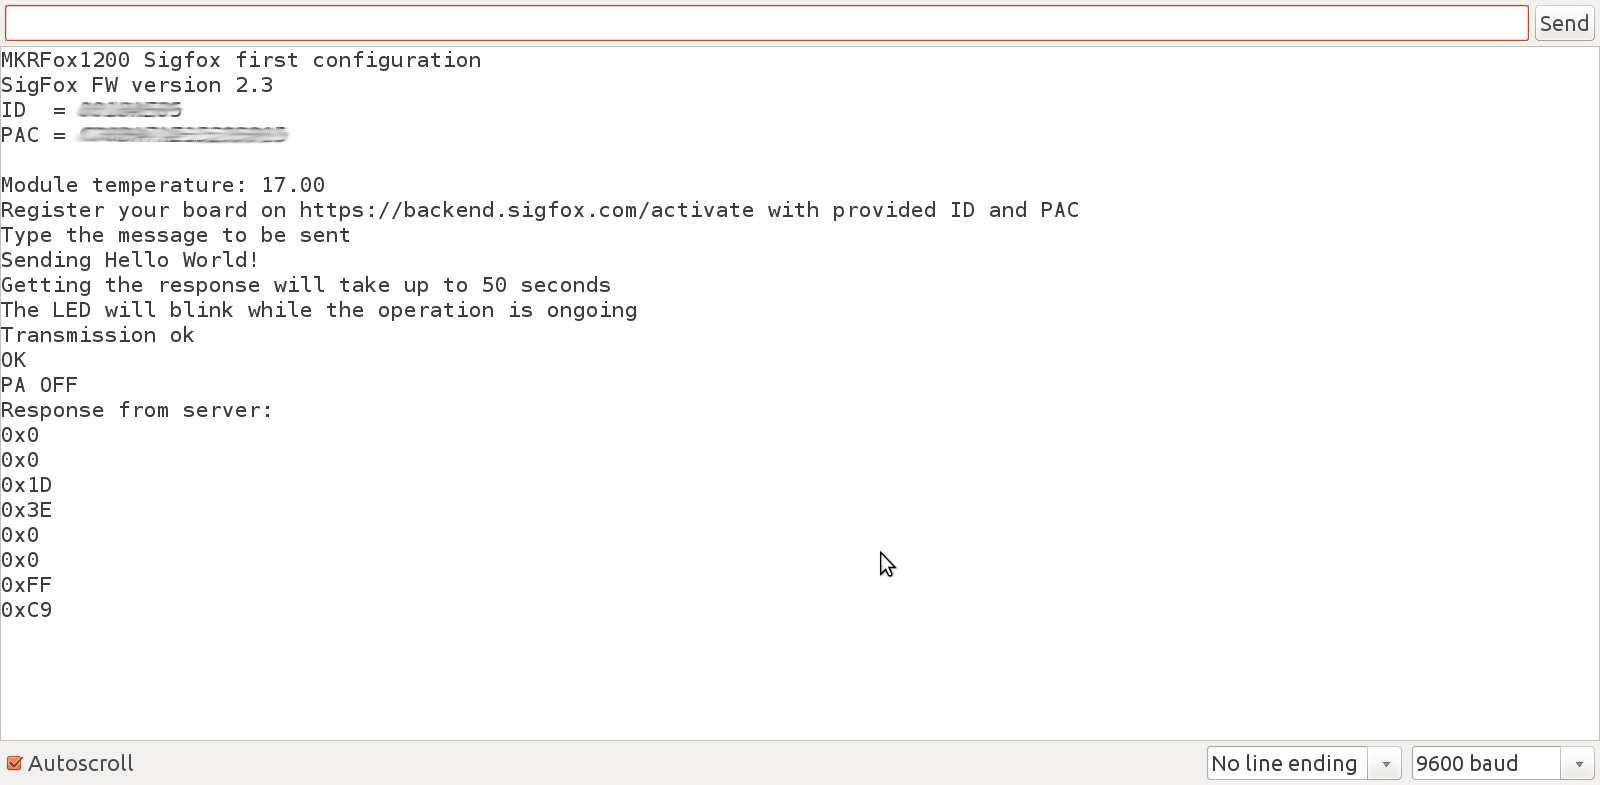 Send
MKRFox1200 Sigfox first configuration
SigFox FW version 2.3
ID  =
PAC =
Module temperature: 17.00
Register your board on https://backend.sigfox.com/activate with provided ID and PAC
Type the message to be sent
Sending Hello World!
Getting the response will take up to 50 seconds
The LED will blink while the operation is ongoing
Transmission ok
OK
PA OFF
Response from server:
0x0
0x0
0x1D
0x3E
0x0
0x0
0xFF
0xC9
Autoscroll
No line ending
9600 baud